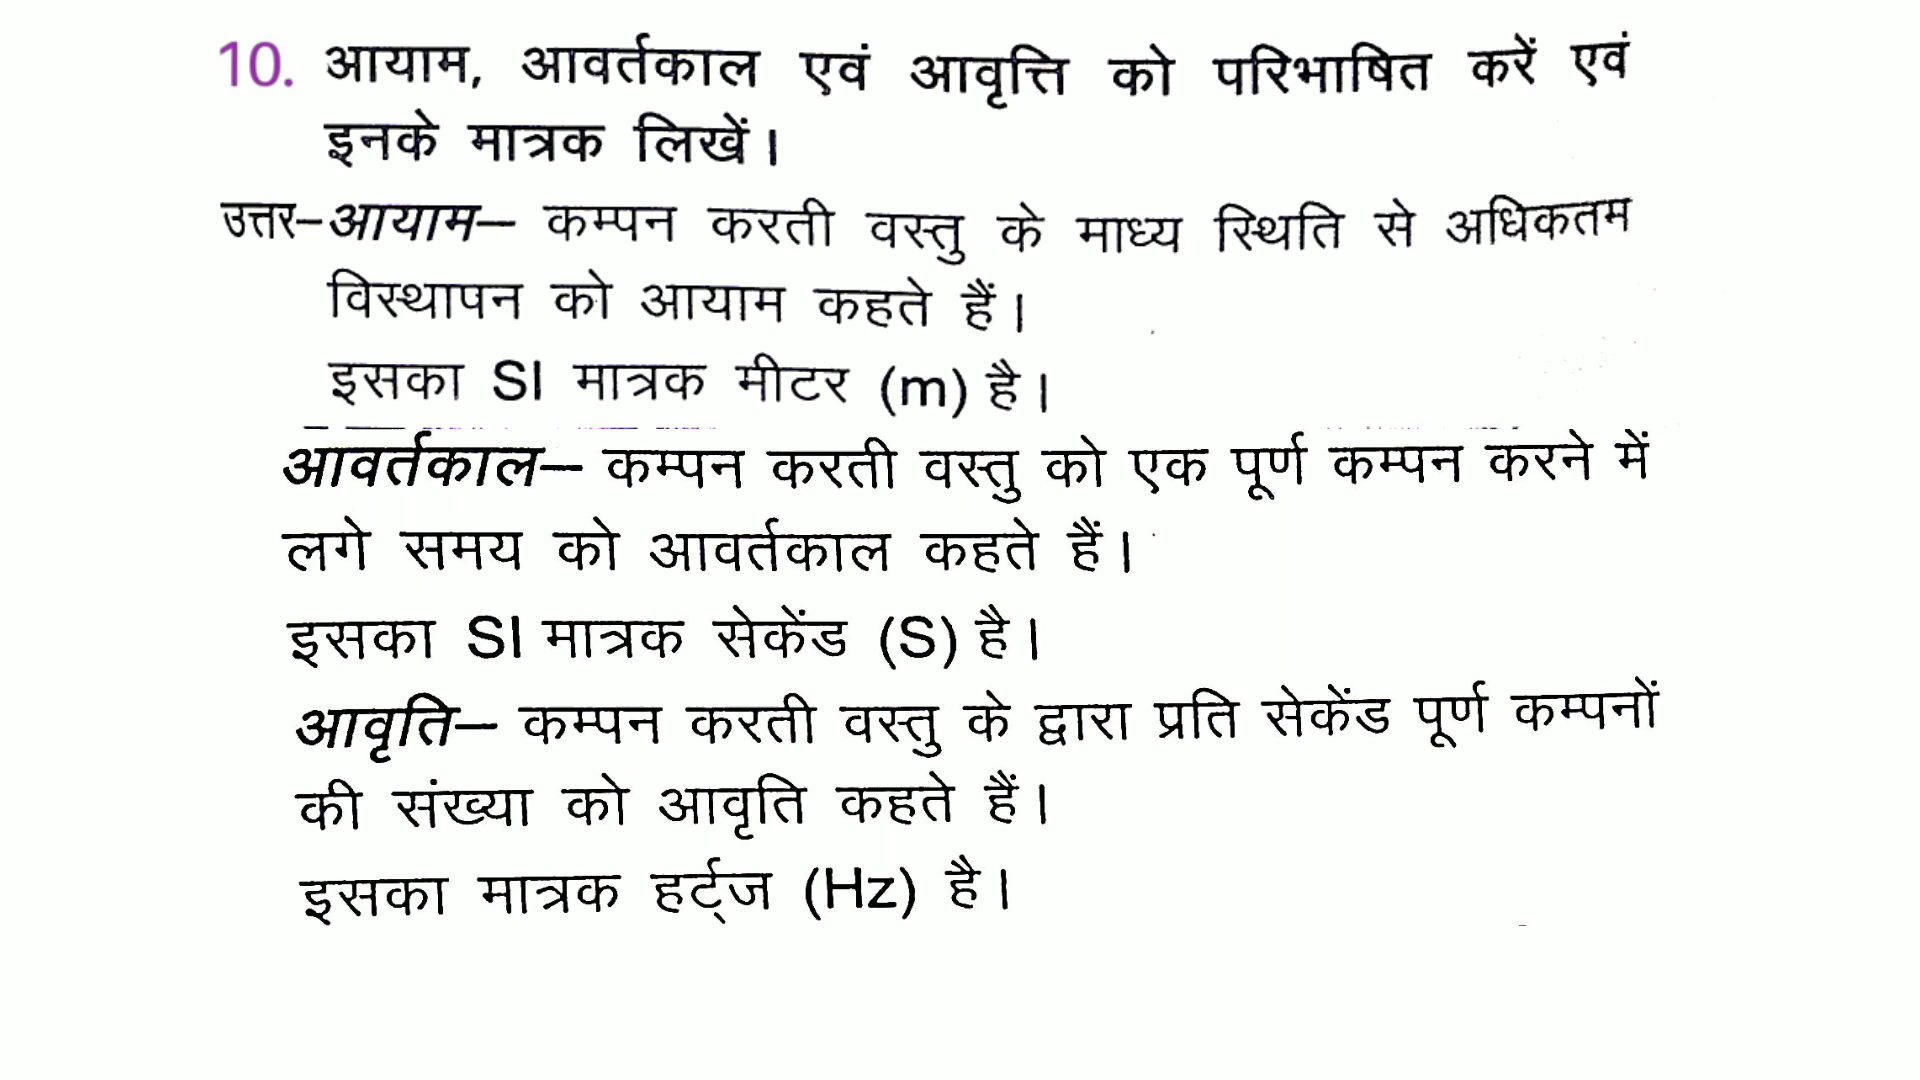 10. आयाम, आवर्तकाल एवं आवृत्ति को परिभाषित करें एवं
इनके मात्रक लिखें।
उत्तर–आयाम– कम्पन करती वस्तु के माध्य स्थिति से अधिकतम
विस्थापन को आयाम कहते हैं।
इसका SI मात्रक मीटर (m) है।
आवर्तकाल– कम्पन करती वस्तु को एक पूर्ण कम्पन करने में
लगे समय को आवर्तकाल कहते हैं।
इसका SI मात्रक सेकेंड (S) है।
आवृति– कम्पन करती वस्तु के द्वारा प्रति सेकेंड पूर्ण कम्पनों
की संख्या को आवृति कहते हैं।
इसका मात्रक हर्ट्ज (Hz) है।